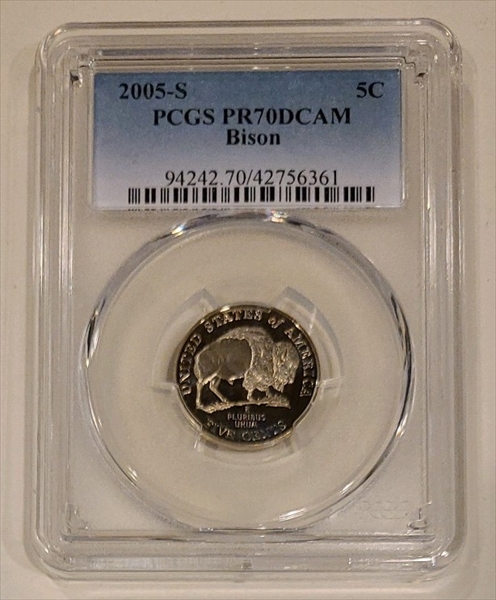 2005-S 5C
PCGS PR70DCAM
Bison
94242.70/42756361
UNITED STATES of AMERICA
E
PLURIBUS
UNUM
FIVE CENTS